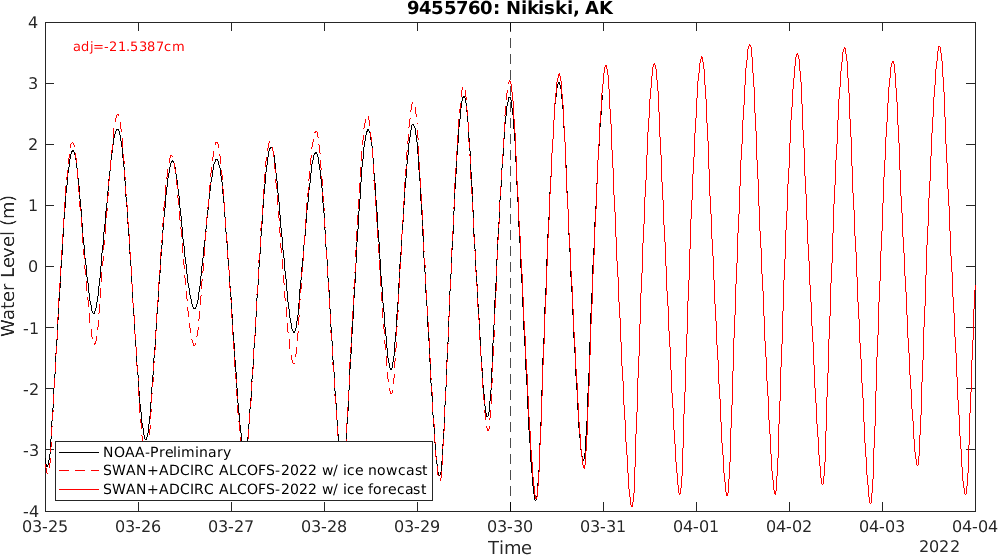 9455760: Nikiski, AK
adj=-21.5387cm
4
3
2
1
0
-1
-2
-3
-4
Water Level (m)
NOAA-Preliminary
SWAN+ADCIRC ALCOFS-2022 w/ ice nowcast
SWAN+ADCIRC ALCOFS-2022 w/ ice forecast
03-25 03-26 03-27 03-28 03-29 03-30 03-31 04-01 04-02 04-03 04-04
Time
2022